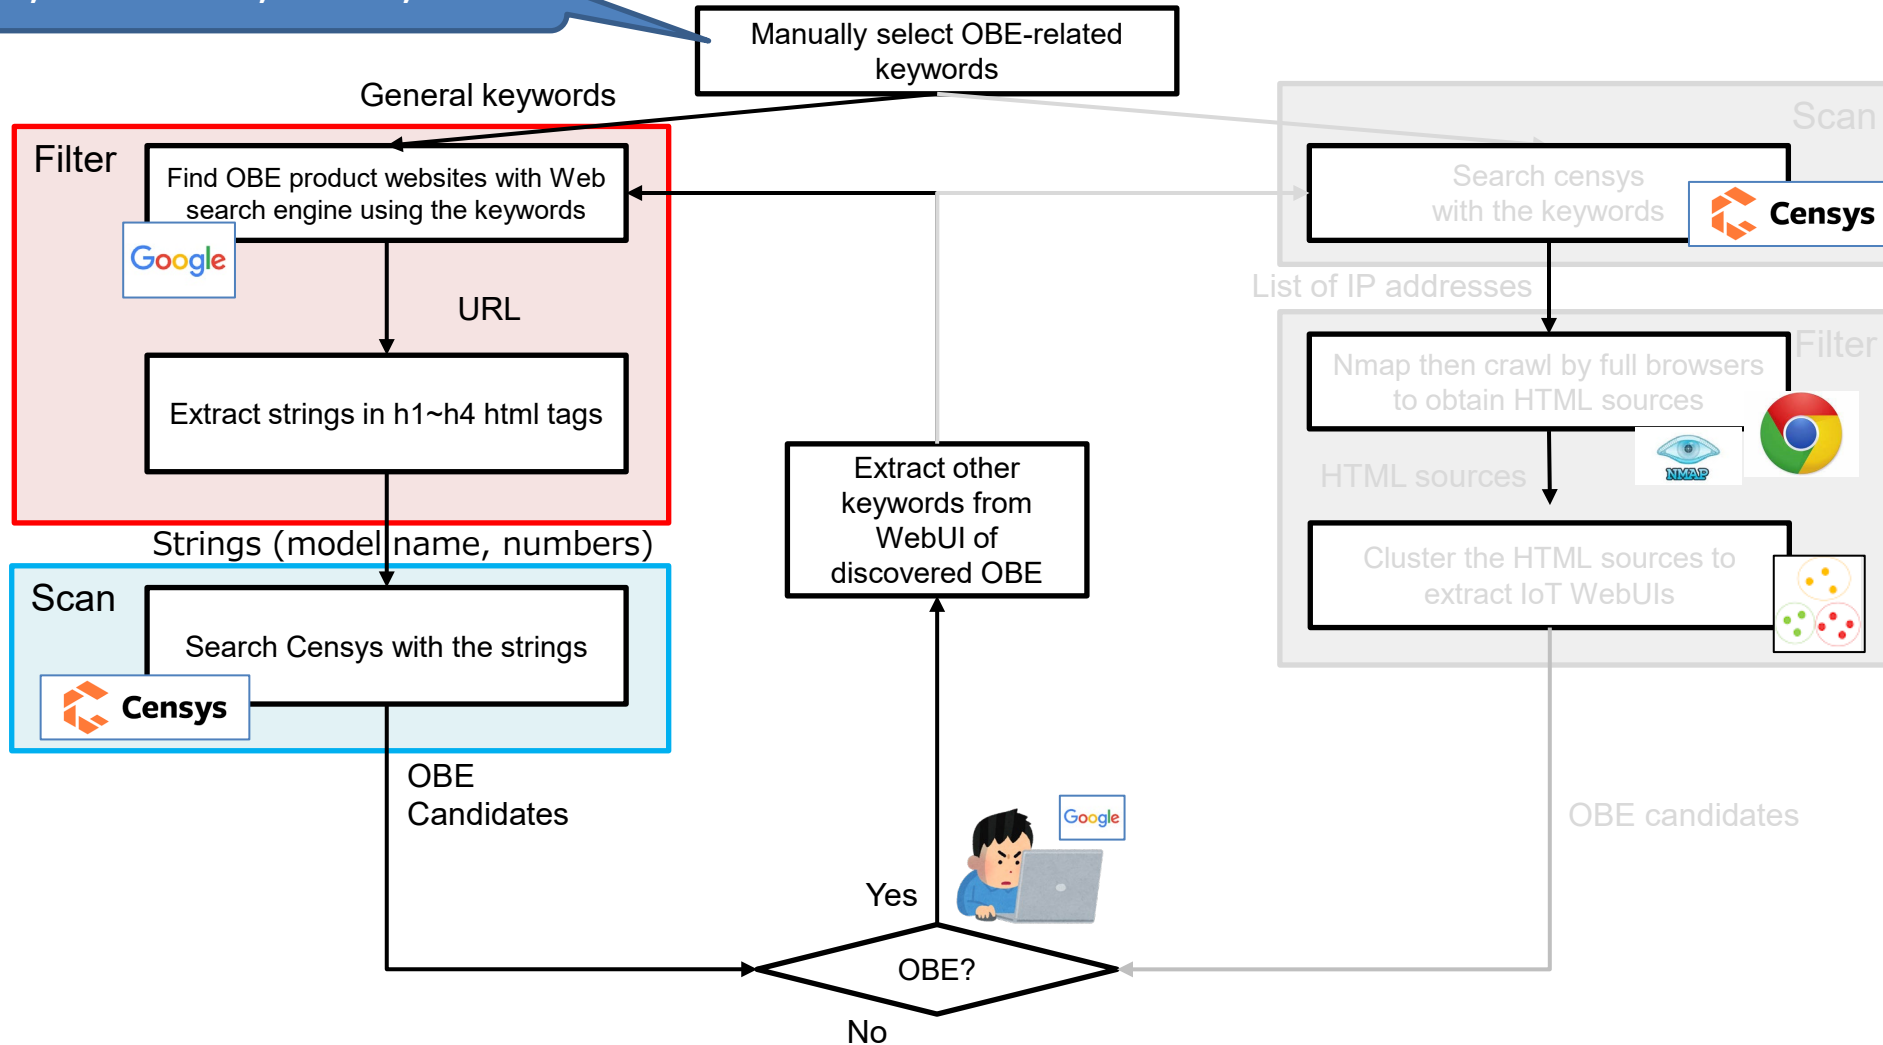 Manually select OBE-related
keywords
General keywords
Filter
Find OBE product websites with Web
search engine using the keywords
Google
URL
Extract strings in h1~h4 html tags
Strings (model name, numbers)
Scan
Search Censys with the strings
Censys
OBE
Candidates
Extract other
keywords from
WebUI of
discovered OBE
Google
Yes
OBE?
No
Scan
Search censys
with the keywords
Censys
List of IP addresses
Filter
Nmap then crawl by full browsers
to obtain HTML sources
NMAP
HTML sources
Cluster the HTML sources to
extract IoT WebUIs
OBE candidates